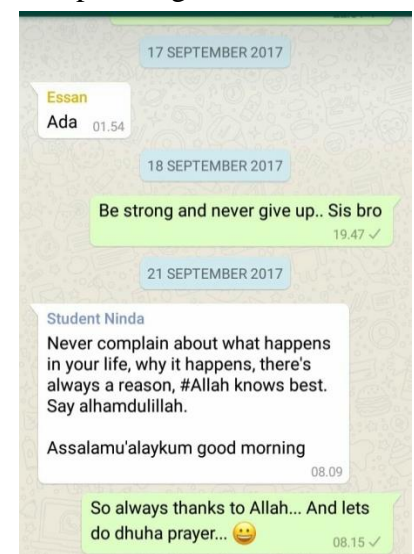 17 SEPTEMBER 2017
Essan
Ada 01.54
18 SEPTEMBER 2017
Be strong and never give up.. Sis bro
19.47
21 SEPTEMBER 2017
Student Ninda
Never complain about what happens
in your life, why it happens, there's
always a reason, #Allah knows best.
Say alhamdulillah.
Assalamu'alaykum good morning
08.09
So always thanks to Allah... And lets
do dhuha prayer... 😀 08.15